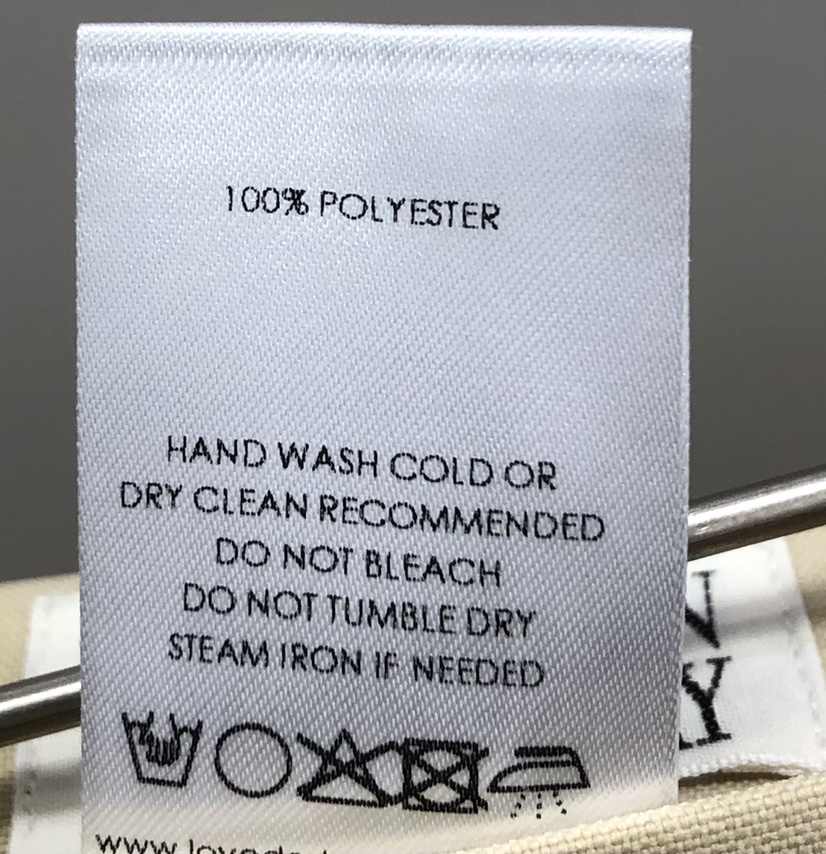 100% POLYESTER
HAND WASH COLD OR
DRY CLEAN RECOMMENDED
DO NOT BLEACH
DO NOT TUMBLE DRY
STEAM IRON IF NEEDED
N
Y